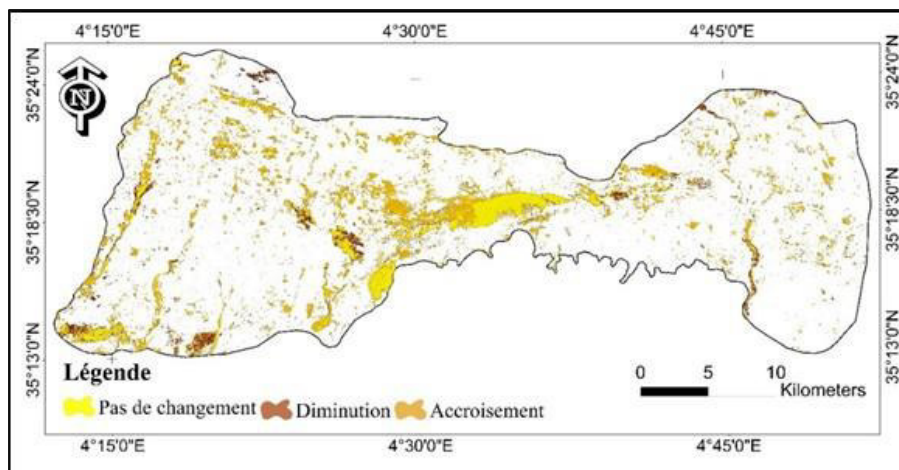 4°15'0"E 4°30'0"E 4°45'0"E
35°24'0"N 35°24'0"N
N
35°18'30"N 35°18'30"N
35°13'0"N 35°13'0"N
Légende
0 5 10
Kilometers
Pas de changement Diminution Accroisement
4°15'0"E 4°30'0"E 4°45'0"E